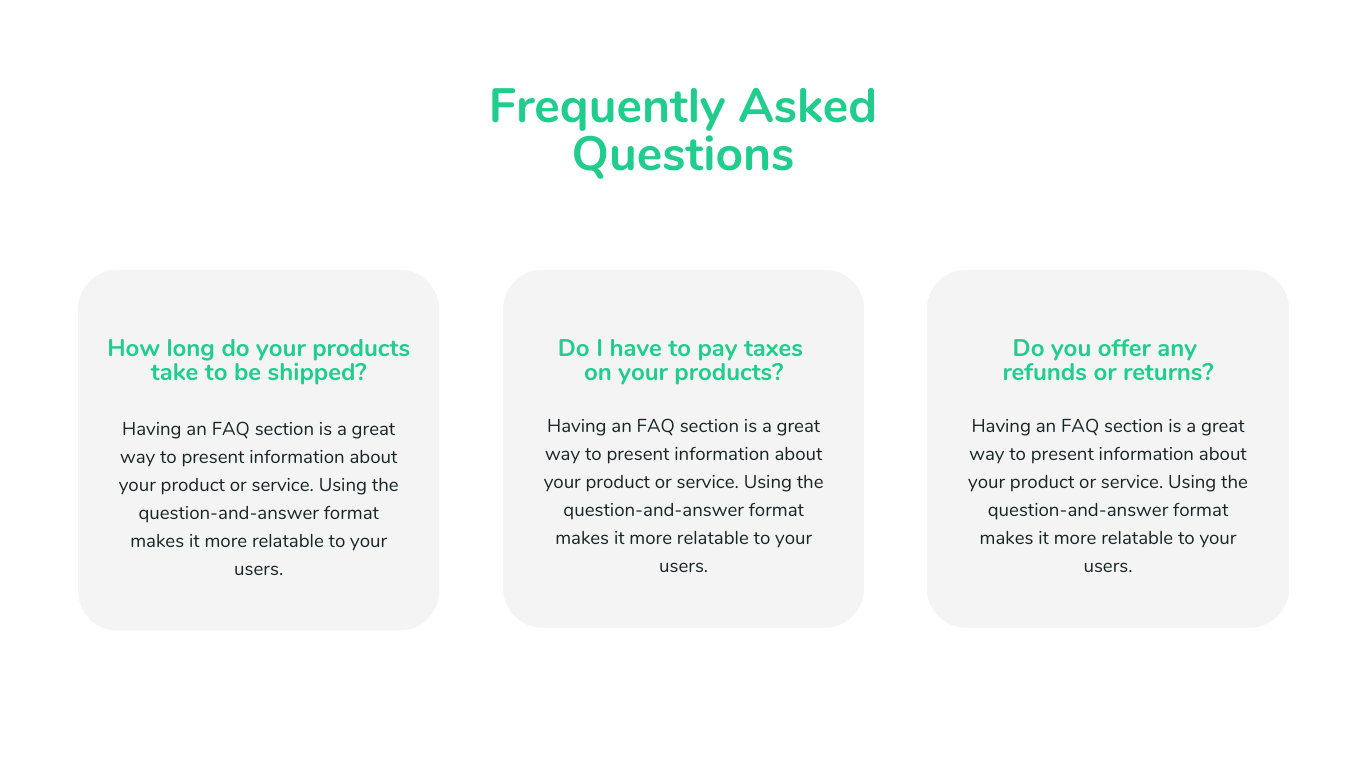 Frequently Asked
Questions
How long do your products
take to be shipped?
Having an FAQ section is a great
way to present information about
your product or service. Using the
question-and-answer format
makes it more relatable to your
users.
Do I have to pay taxes
on your products?
Having an FAQ section is a great
way to present information about
your product or service. Using the
question-and-answer format
makes it more relatable to your
users.
Do you offer any
refunds or returns?
Having an FAQ section is a great
way to present information about
your product or service. Using the
question-and-answer format
makes it more relatable to your
users.